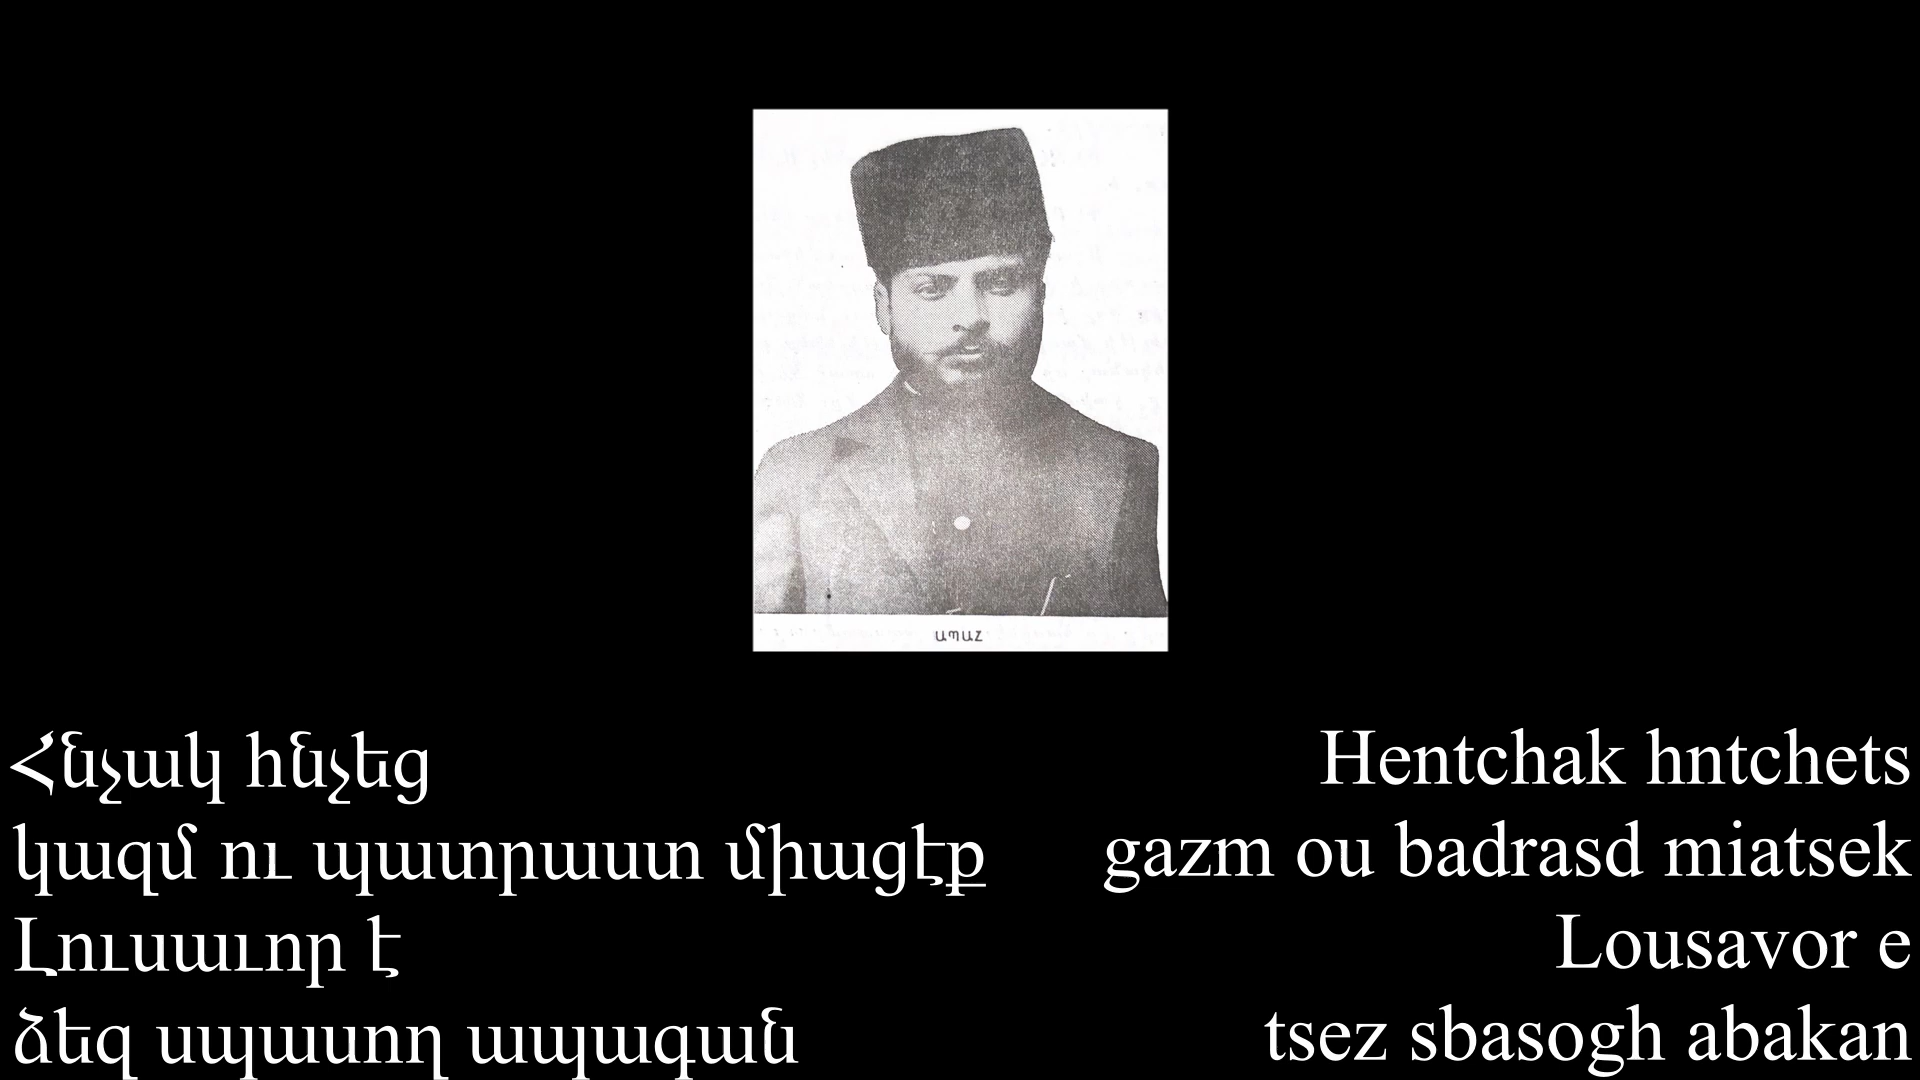 ԱՊԱՀ
Հնչակ հնչեց
կազմ ու պատրաստ միացէք
Լուսաւոր է
ձեզ սպասող ապագան
Hentchak hntchets
gazm ou badrasd miatsek
Lousavor e
tsez sbasogh abakan